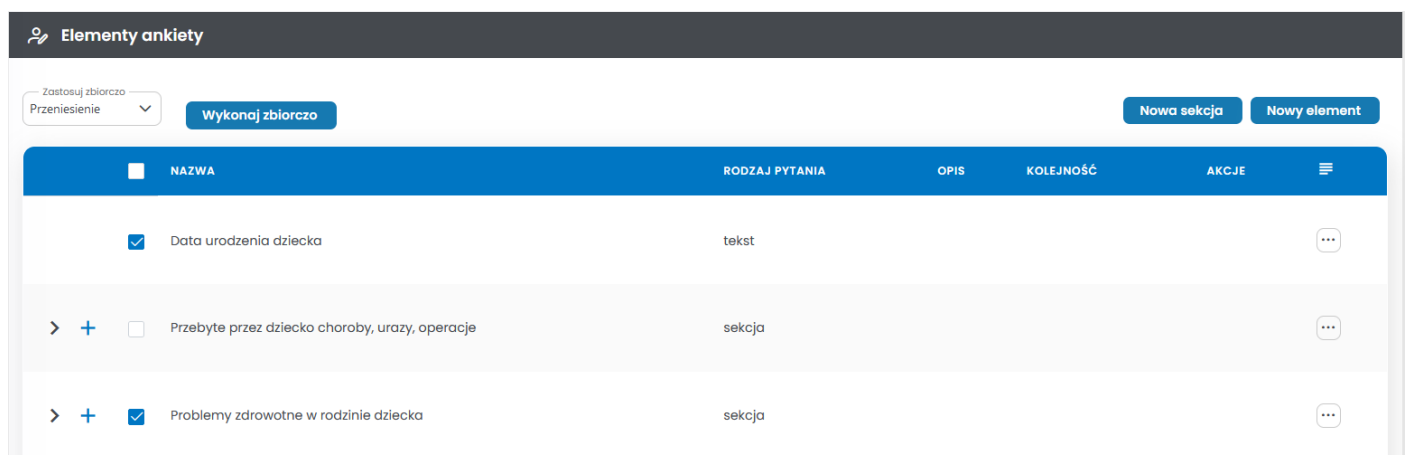 Elementy ankiety
Zastosuj zbiorczo
Przeniesienie
Wykonaj zbiorczo
Nowa sekcja
Nowy element
NAZWA RODZAJ PYTANIA OPIS KOLEJNOŚĆ AKCJE
Data urodzenia dziecka tekst
Przebyte przez dziecko choroby, urazy, operacje sekcja
Problemy zdrowotne w rodzinie dziecka sekcja